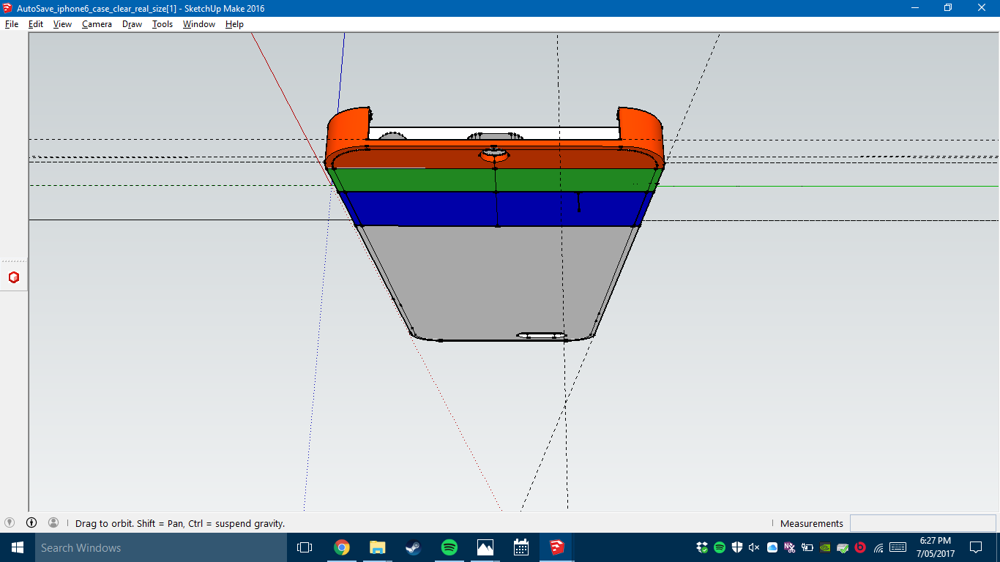 AutoSave_iphone6_case_clear_real_size[1] - SketchUp Make 2016
File Edit View Camera Draw Tools Window Help
Drag to orbit. Shift = Pan, Ctrl = suspend gravity.
Measurements
Search Windows
6:27 PM
7/05/2017